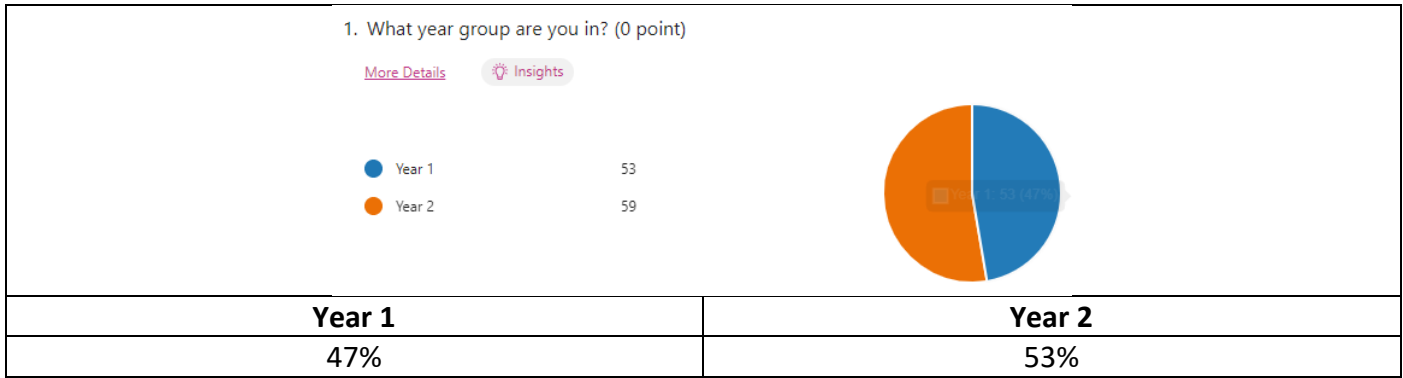 1. What year group are you in? (0 point)
More Details Insights
Year 1 53
Year 2 59
Year 1: 53 (47%)
Year 1 Year 2
47% 53%